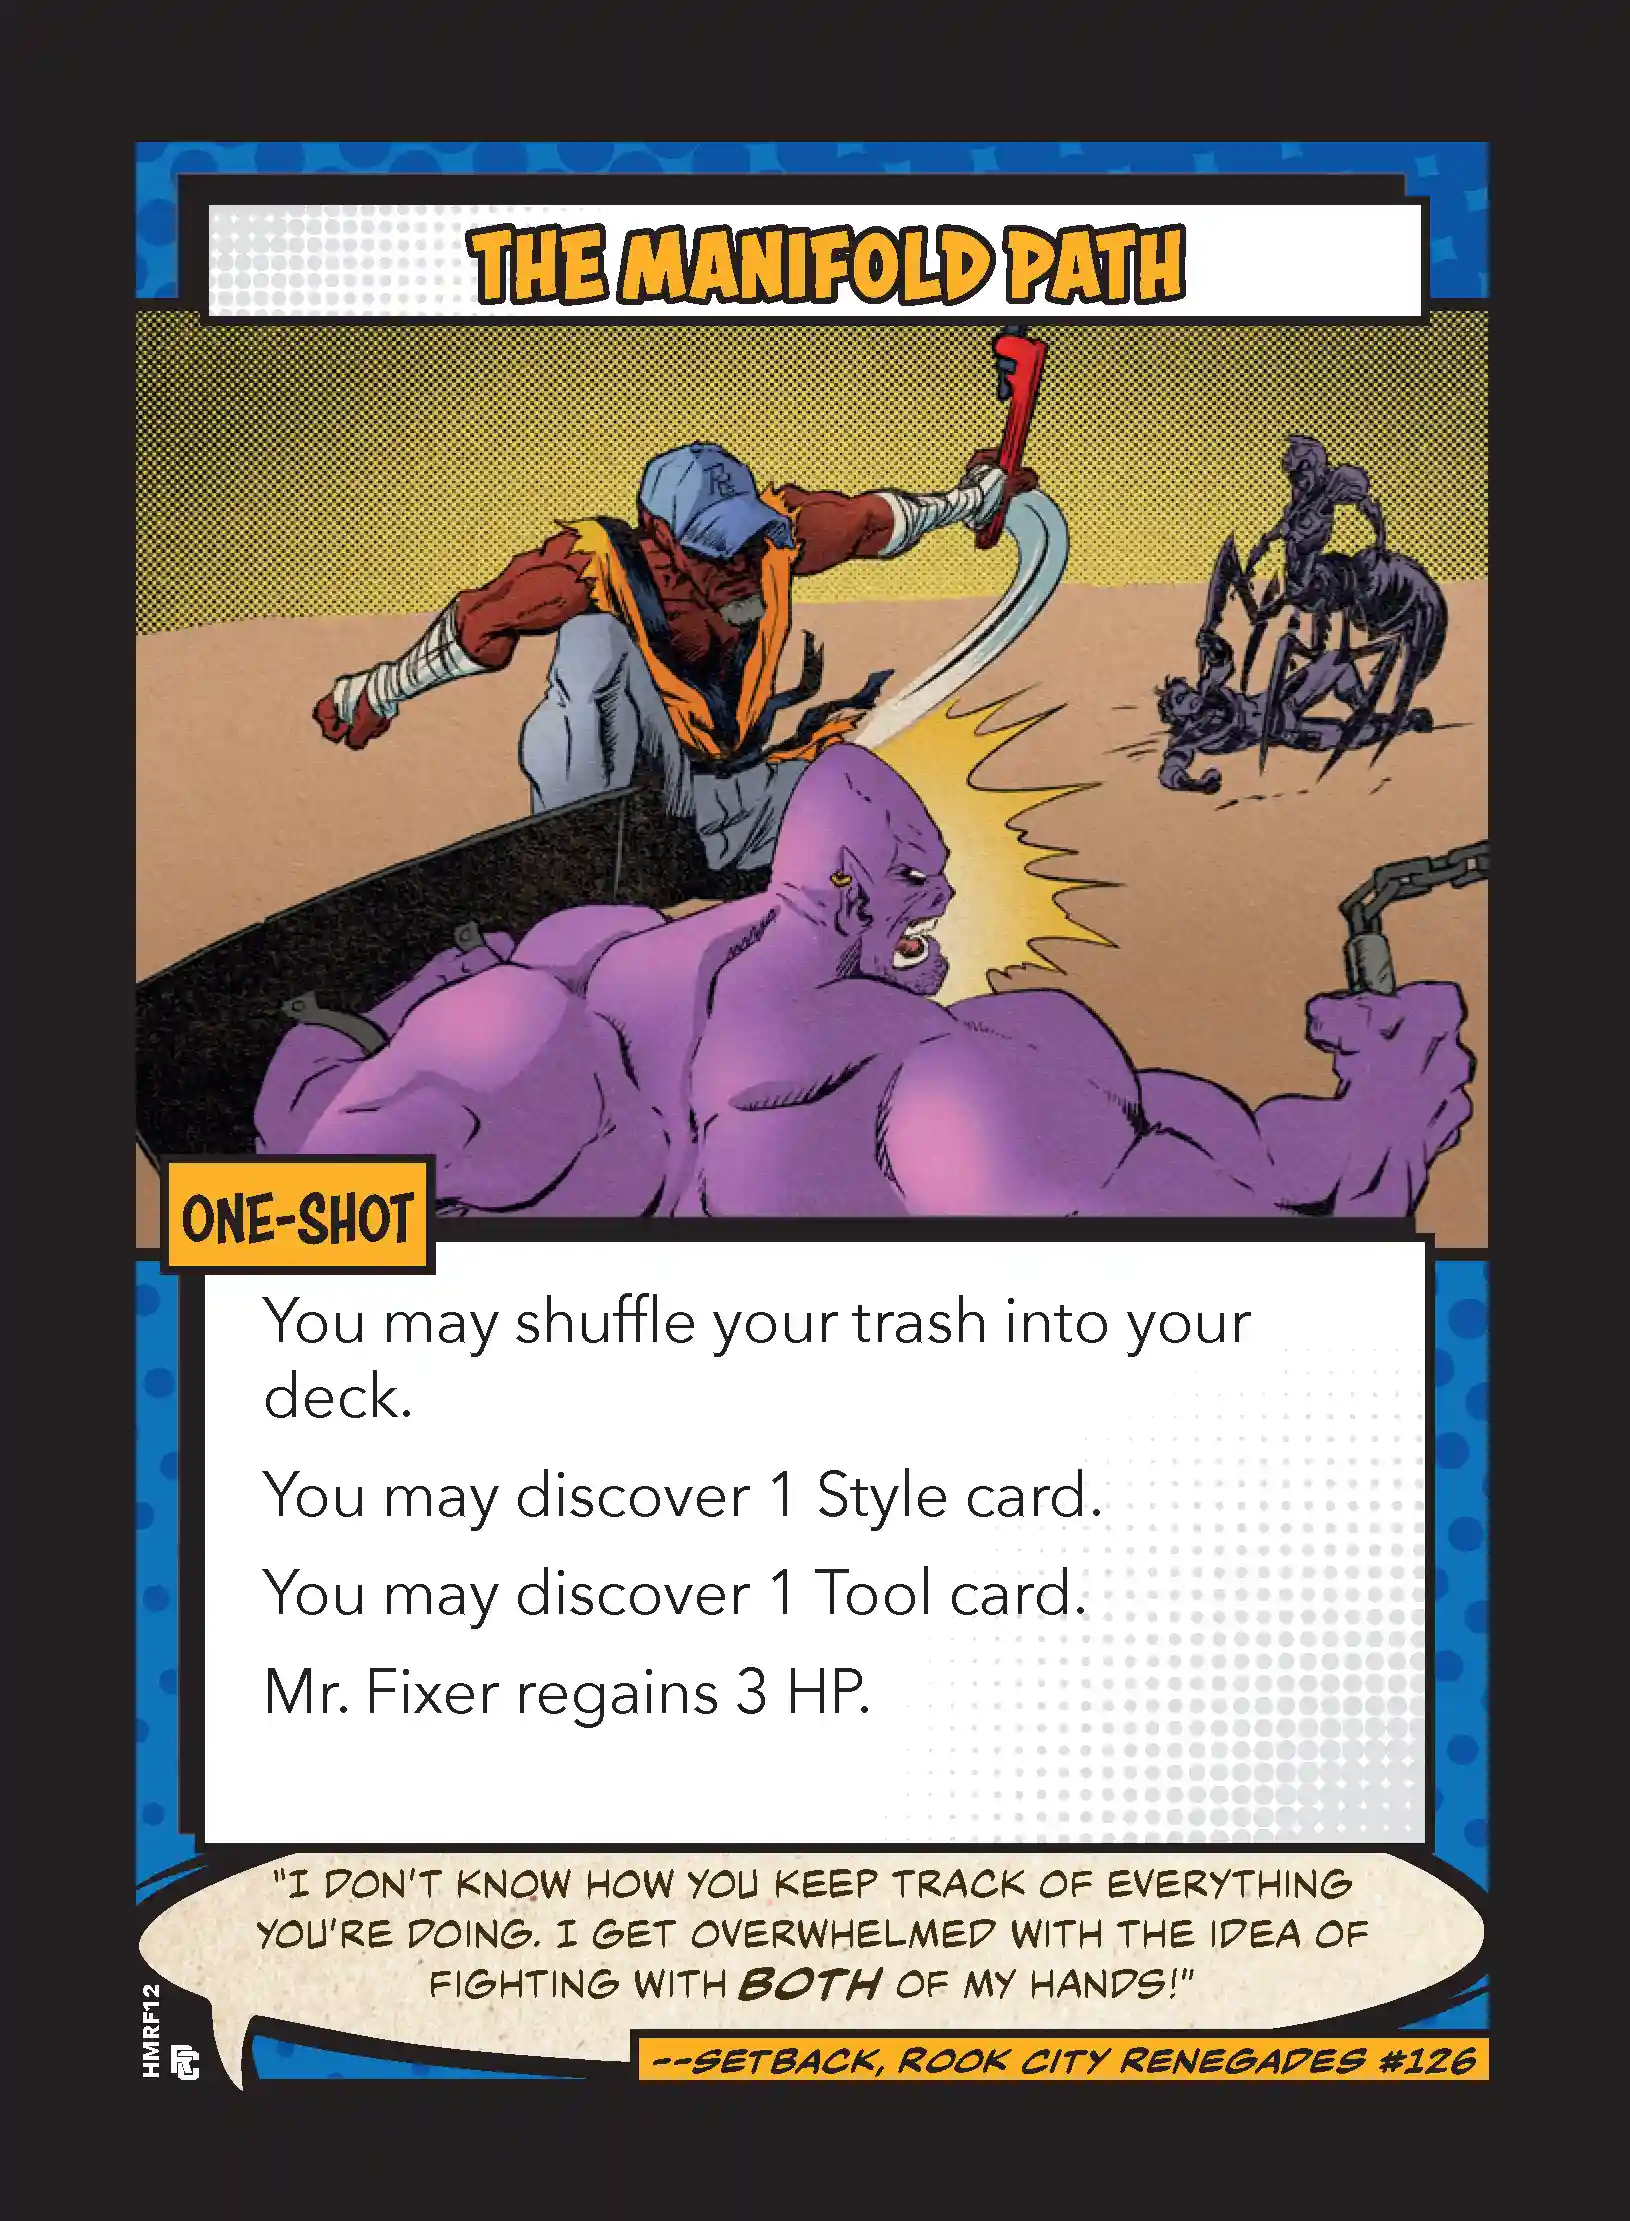 THE MANIFOLD PATH
RC
ONE-SHOT
You may shuffle your trash into your
deck.
You may discover 1 Style card.
You may discover 1 Tool card.
Mr. Fixer regains 3 HP.
"I DON'T KNOW HOW YOU KEEP TRACK OF EVERYTHING
YOU'RE DOING. I GET OVERWHELMED WITH THE IDEA OF
FIGHTING WITH BOTH OF MY HANDS!"
--SETBACK, ROOK CITY RENEGADES #126
HMRF12